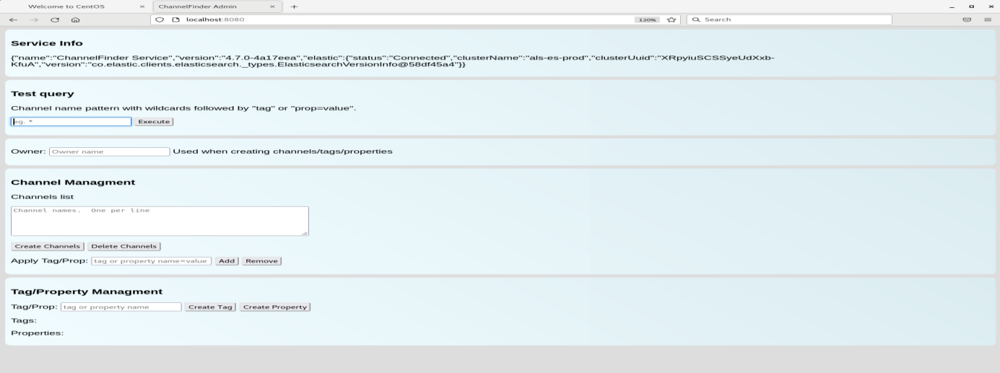 Welcome to CentOS
ChannelFinder Admin
localhost:8080
120%
Search
Service Info
{"name":"ChannelFinder Service","version":"4.7.0-4a17eea","elastic":{"status":"Connected","clusterName":"als-es-prod","clusterUuid":"XRpyiuSCSSyeUdXxb-
KfuA","version":"co.elastic.clients.elasticsearch._types.ElasticsearchVersionInfo@58df45a4"}}
Test query
Channel name pattern with wildcards followed by "tag" or "prop=value".
eg. * Execute
Owner: Owner name Used when creating channels/tags/properties
Channel Managment
Channels list
Channel names. One per line
Create Channels Delete Channels
Apply Tag/Prop: tag or property name=value Add Remove
Tag/Property Managment
Tag/Prop: tag or property name Create Tag Create Property
Tags:
Properties: